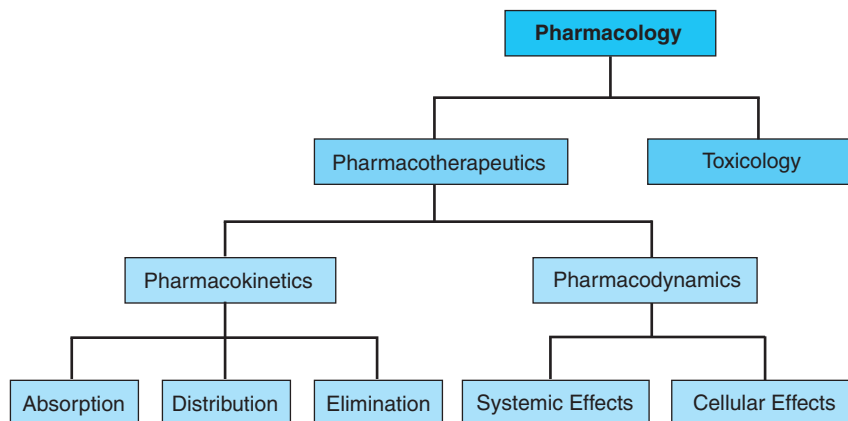 Pharmacology
Pharmacotherapeutics
Toxicology
Pharmacokinetics
Pharmacodynamics
Absorption
Distribution
Elimination
Systemic Effects
Cellular Effects